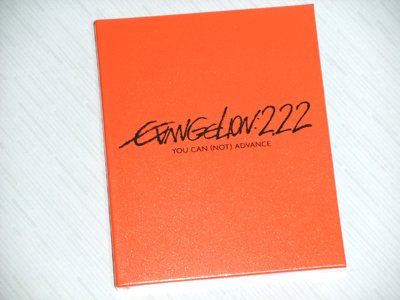 EVANGELION:2.22
YOU CAN (NOT) ADVANCE